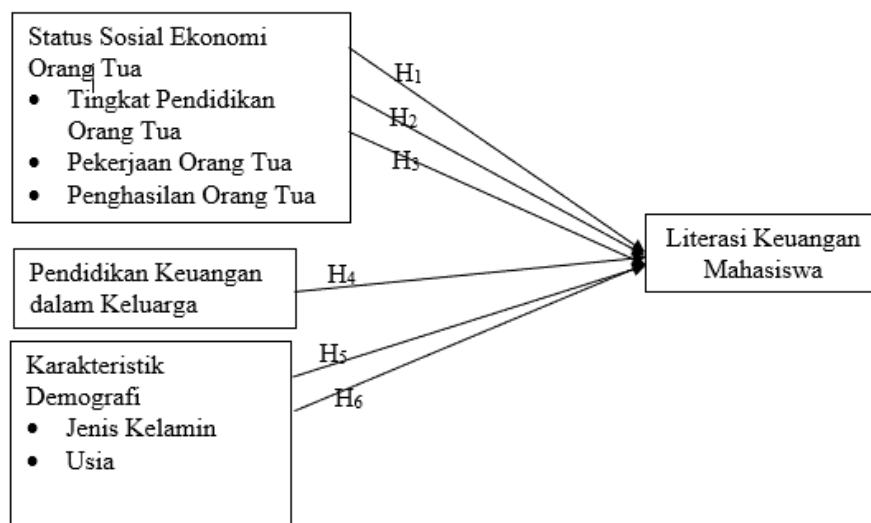 Status Sosial Ekonomi
Orang Tua
• Tingkat Pendidikan
Orang Tua
• Pekerjaan Orang Tua
• Penghasilan Orang Tua
H1
H2
H3
Pendidikan Keuangan
dalam Keluarga
H4
Karakteristik
Demografi
• Jenis Kelamin
• Usia
H5
H6
Literasi Keuangan
Mahasiswa